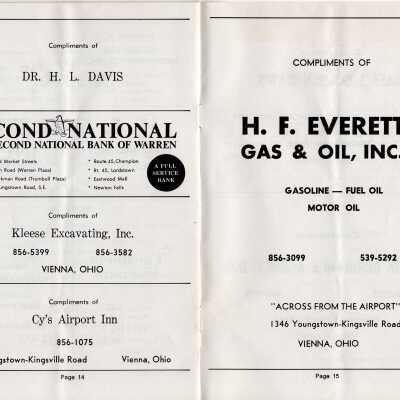 Compliments of
DR. H. L. DAVIS
COND NATIONAL
ECOND NATIONAL BANK OF WARREN
Market Streets
Road (Warren Plaza)
kman Road (Trumbull Plaza)
ungstown Road, S.E.
• Route 45, Champion
• Rt. 45, Lordstown
• Eastwood Mall
• Newton Falls
A FULL
SERVICE
BANK
Compliments of
Kleese Excavating, Inc.
856-5399 856-3582
VIENNA, OHIO
Compliments of
Cy's Airport Inn
856-1075
gstown-Kingsville Road Vienna, Ohio
Page 14
COMPLIMENTS OF
H. F. EVERETT
GAS & OIL, INC.
GASOLINE — FUEL OIL
MOTOR OIL
856-3099 539-5292
"ACROSS FROM THE AIRPORT"
1346 Youngstown-Kingsville Road
VIENNA, OHIO
Page 15